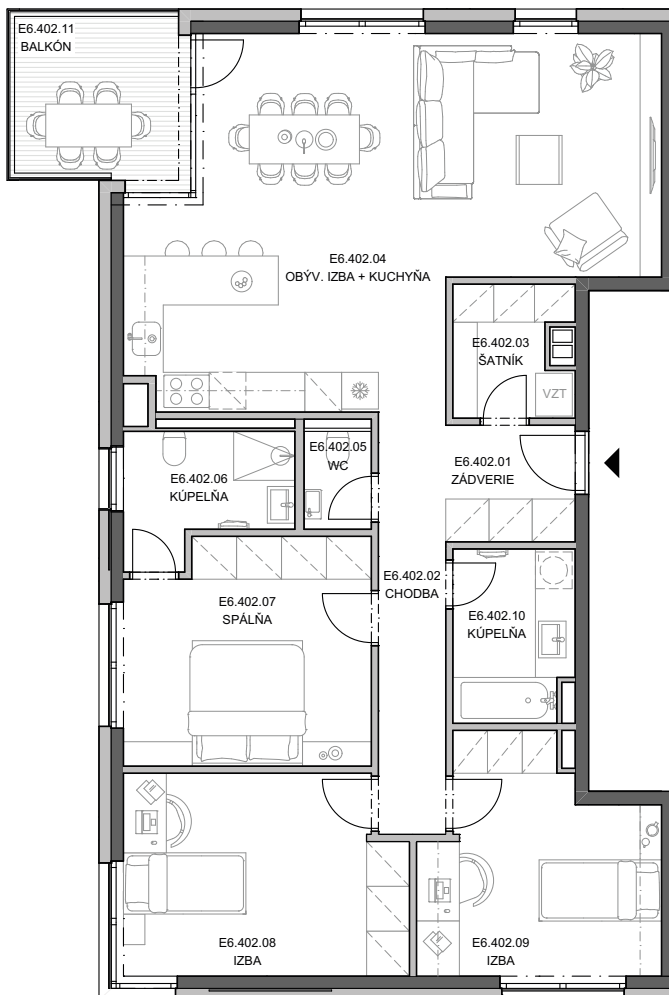 E6.402.11
BALKÓN
E6.402.04
OBÝV. IZBA + KUCHYŇA
E6.402.03
ŠATNÍK
VZT
E6.402.05
WC
E6.402.01
ZÁDVERIE
E6.402.06
KÚPEĽŇA
E6.402.02
CHODBA
E6.402.07
SPÁLŇA
E6.402.10
KÚPEĽŇA
E6.402.08
IZBA
E6.402.09
IZBA